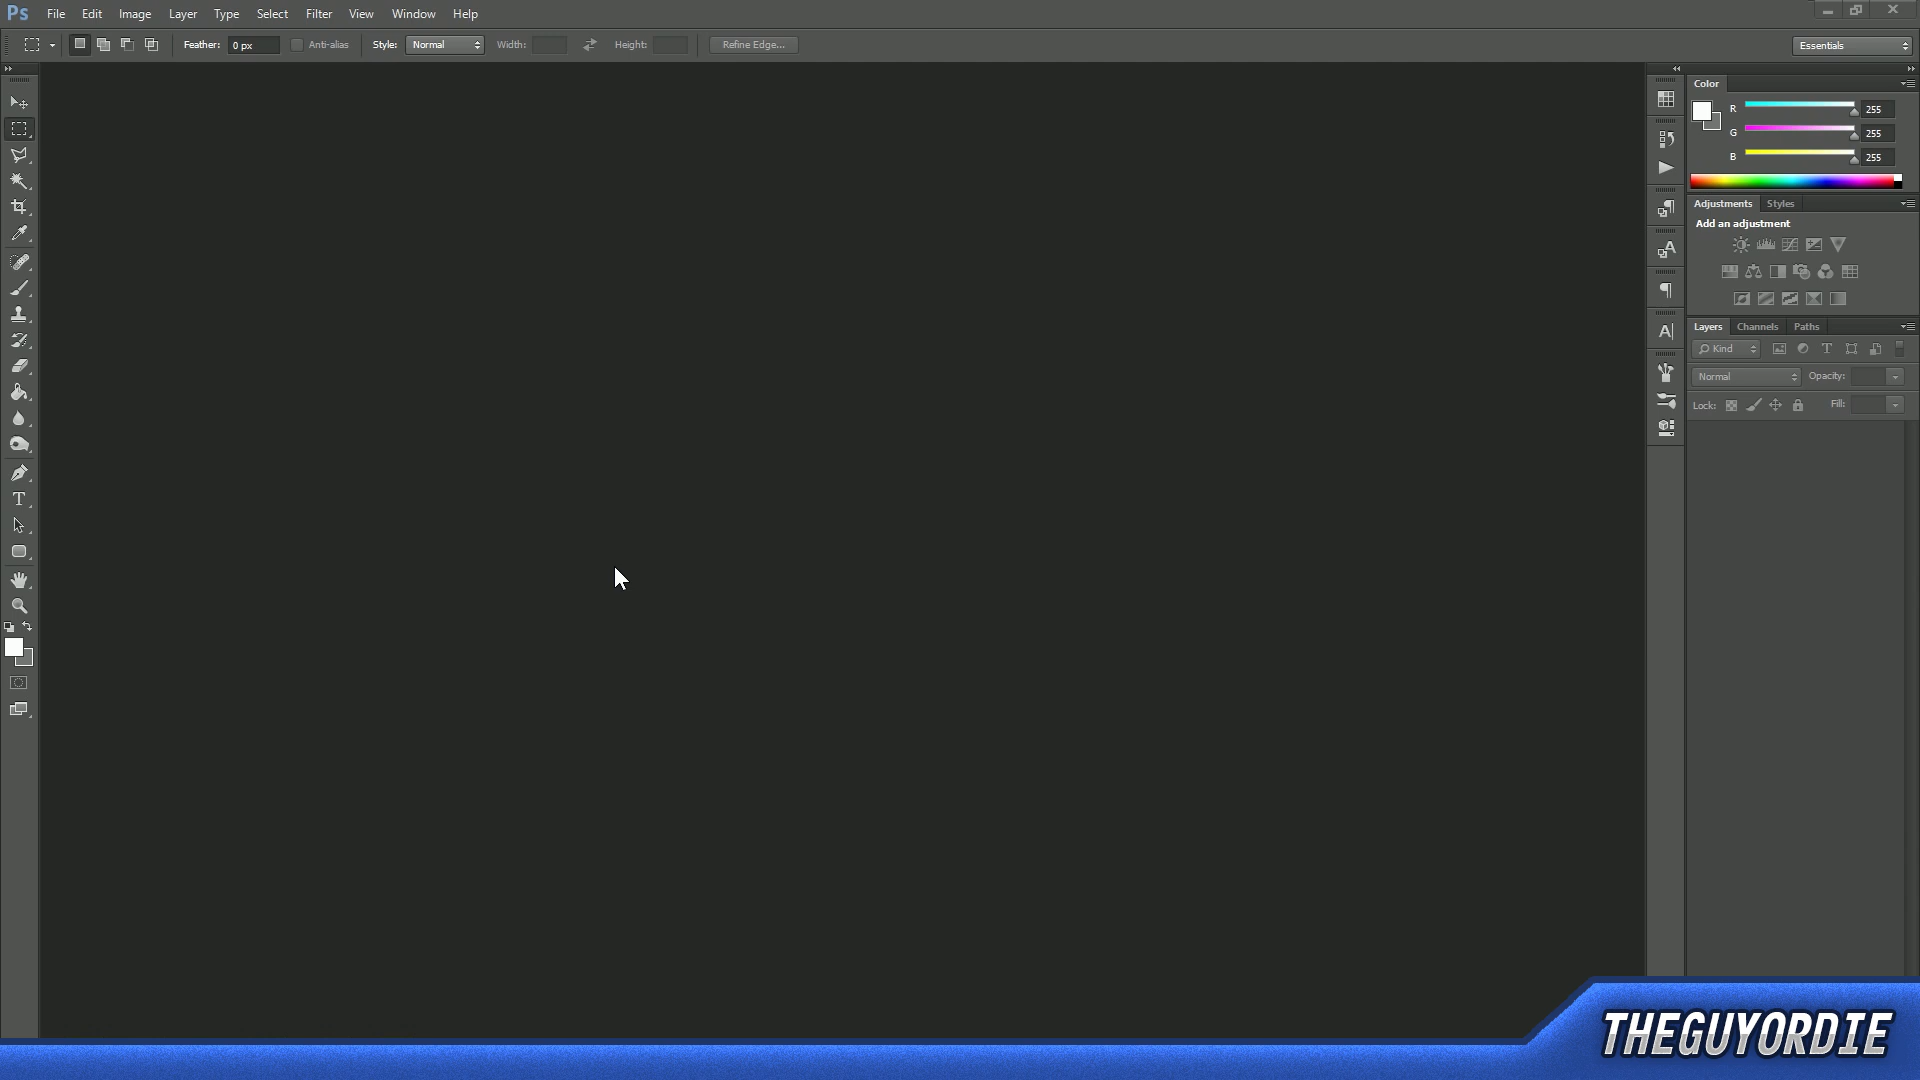 Ps File Edit Image Layer Type Select Filter View Window Help
Feather: 0 px Anti-alias Style: Normal Width: Height: Refine Edge... Essentials
Color
R 255
G 255
B 255
Adjustments Styles
Add an adjustment
Layers Channels Paths
Kind
Normal Opacity:
Lock: Fill:
THEGUYORDIE